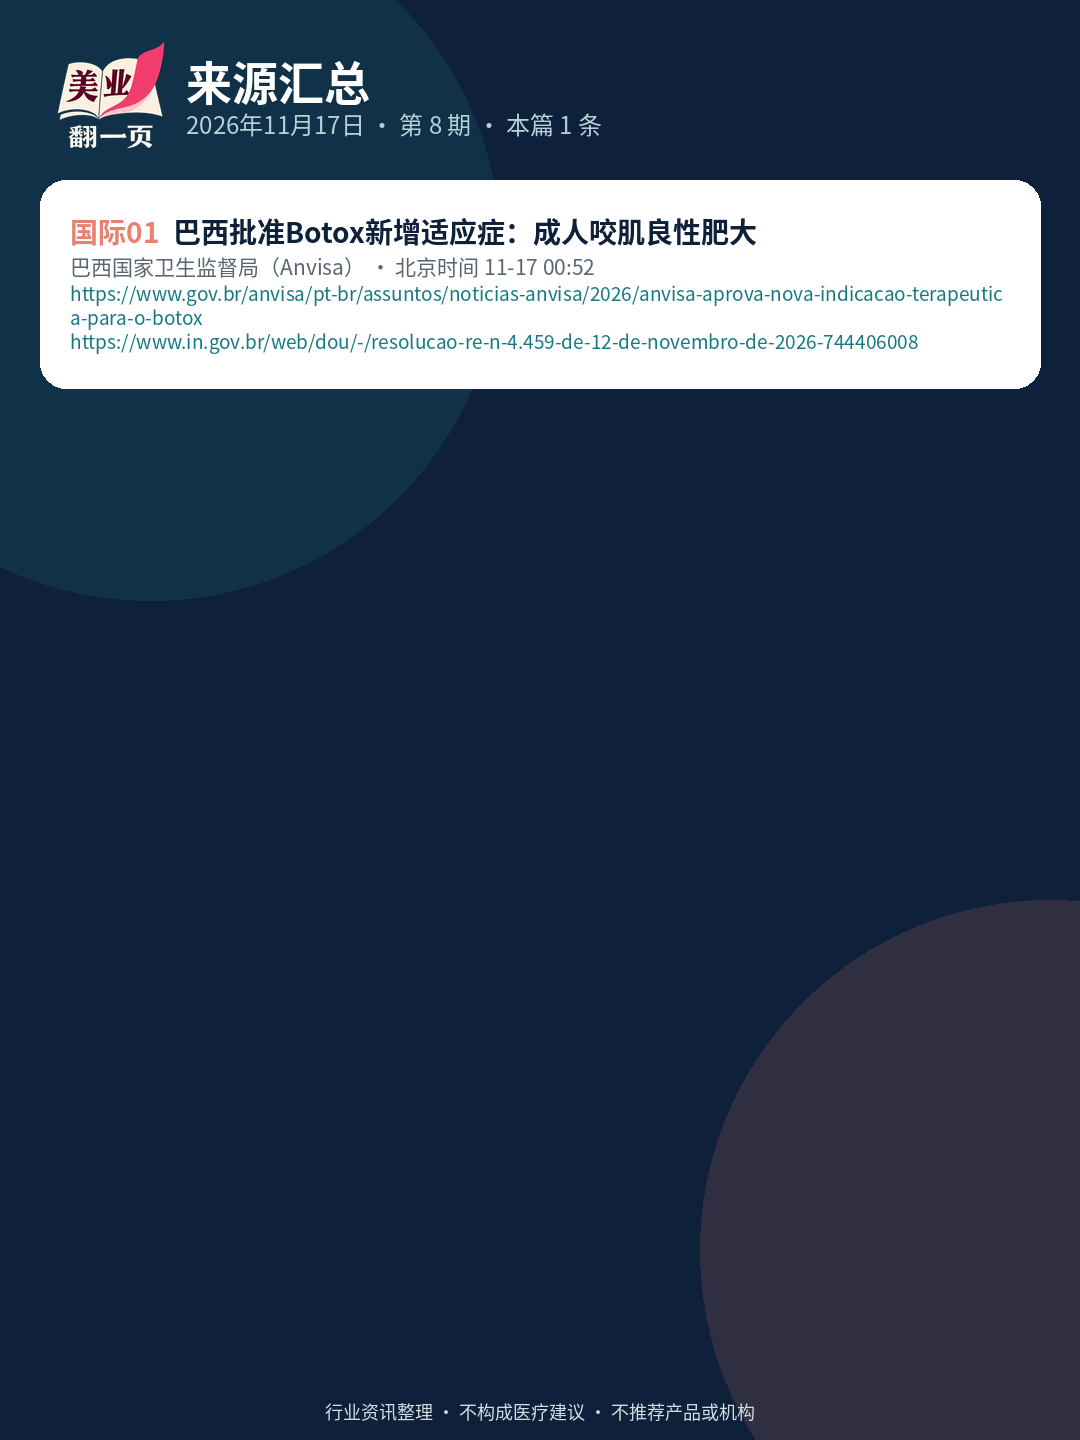 美业
翻一页
来源汇总
2026年11月17日 · 第 8 期 · 本篇 1 条
国际01 巴西批准Botox新增适应症：成人咬肌良性肥大
巴西国家卫生监督局（Anvisa） · 北京时间 11-17 00:52
https://www.gov.br/anvisa/pt-br/assuntos/noticias-anvisa/2026/anvisa-aprova-nova-indicacao-terapeutic
a-para-o-botox
https://www.in.gov.br/web/dou/-/resolucao-re-n-4.459-de-12-de-novembro-de-2026-744406008
行业资讯整理 · 不构成医疗建议 · 不推荐产品或机构